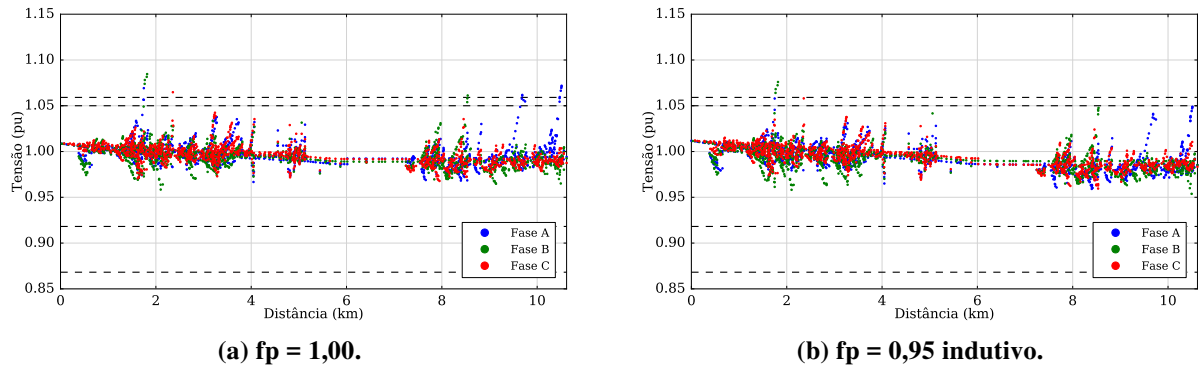 1.15
1.10
1.05
1.00
0.95
0.90
0.85
Tensão (pu)
0 2 4 6 8 10
Distância (km)
Fase A
Fase B
Fase C
(a) fp = 1,00.
1.15
1.10
1.05
1.00
0.95
0.90
0.85
Tensão (pu)
0 2 4 6 8 10
Distância (km)
Fase A
Fase B
Fase C
(b) fp = 0,95 indutivo.